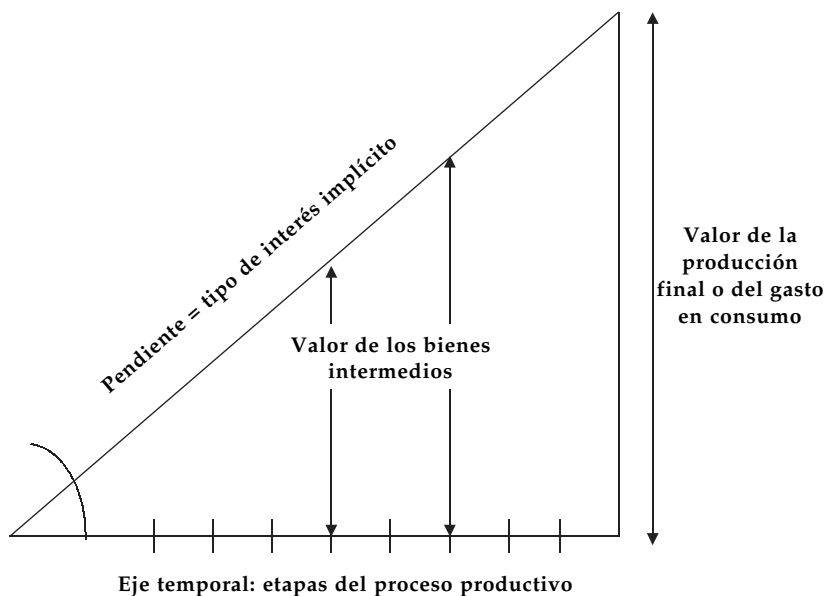 Pendiente = tipo de interés implícito
Valor de los bienes
intermedios
Valor de la
producción
final o del gasto
en consumo
Eje temporal: etapas del proceso productivo